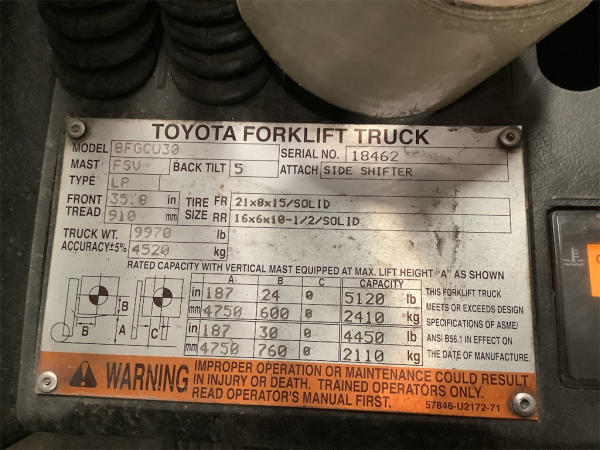 TOYOTA FORKLIFT TRUCK
MODEL 8FGCU30 SERIAL NO. 18462
MAST FSV BACK TILT 5 ATTACH SIDE SHIFTER
TYPE LP
FRONT TREAD 35.8 in 910 mm
TIRE SIZE FR 21x8x15/SOLID
RR 16x6x10-1/2/SOLID
TRUCK WT. 9970 lb
ACCURACY±5% 4520 kg
RATED CAPACITY WITH VERTICAL MAST EQUIPPED AT MAX. LIFT HEIGHT "A" AS SHOWN
A B C CAPACITY
in 187 24 0 5120 lb
mm 4750 600 0 2410 kg
in 187 30 0 4450 lb
mm 4750 760 0 2110 kg
B A B C
THIS FORKLIFT TRUCK
MEETS OR EXCEEDS DESIGN
SPECIFICATIONS OF ASME/
ANSI B56.1 IN EFFECT ON
THE DATE OF MANUFACTURE.
WARNING
IMPROPER OPERATION OR MAINTENANCE COULD RESULT
IN INJURY OR DEATH. TRAINED OPERATORS ONLY.
READ OPERATOR'S MANUAL FIRST.
57846-U2172-71